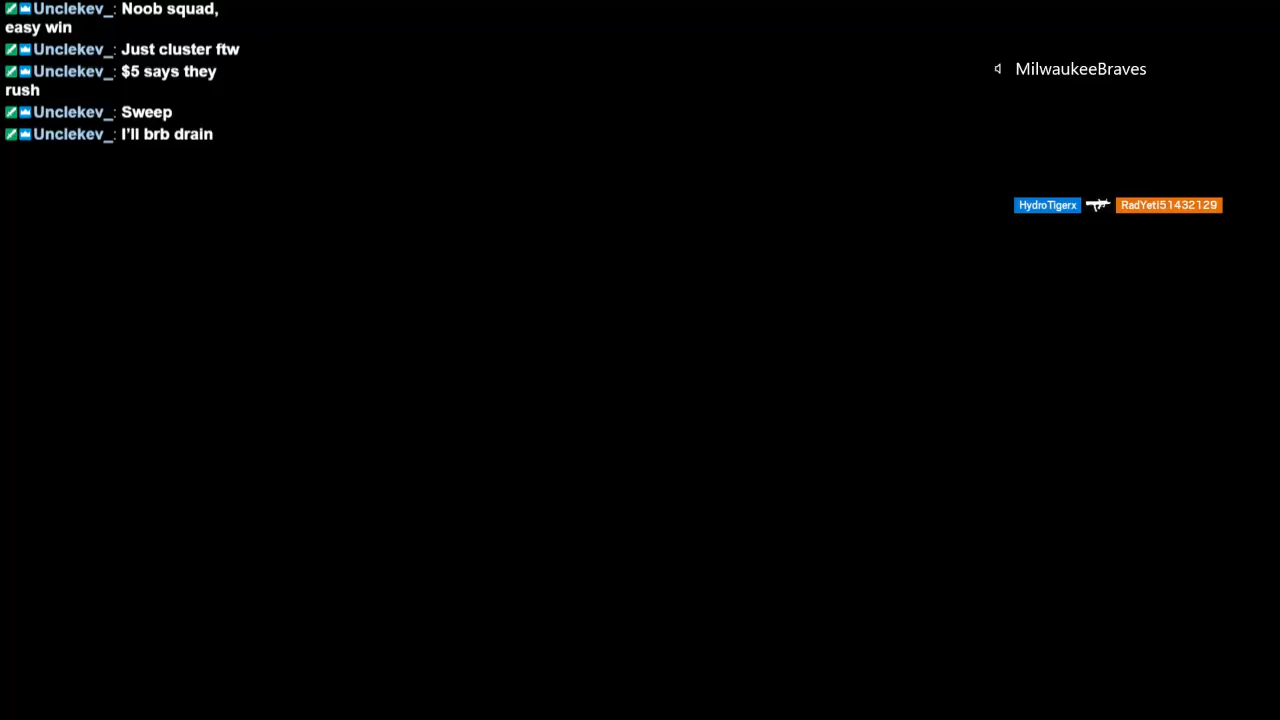 Unclekev_: Noob squad,
easy win
Unclekev_: Just cluster ftw
Unclekev_: $5 says they
rush
Unclekev_: Sweep
Unclekev_: I'll brb drain
MilwaukeeBraves
HydroTIgerx RadYeti51432129